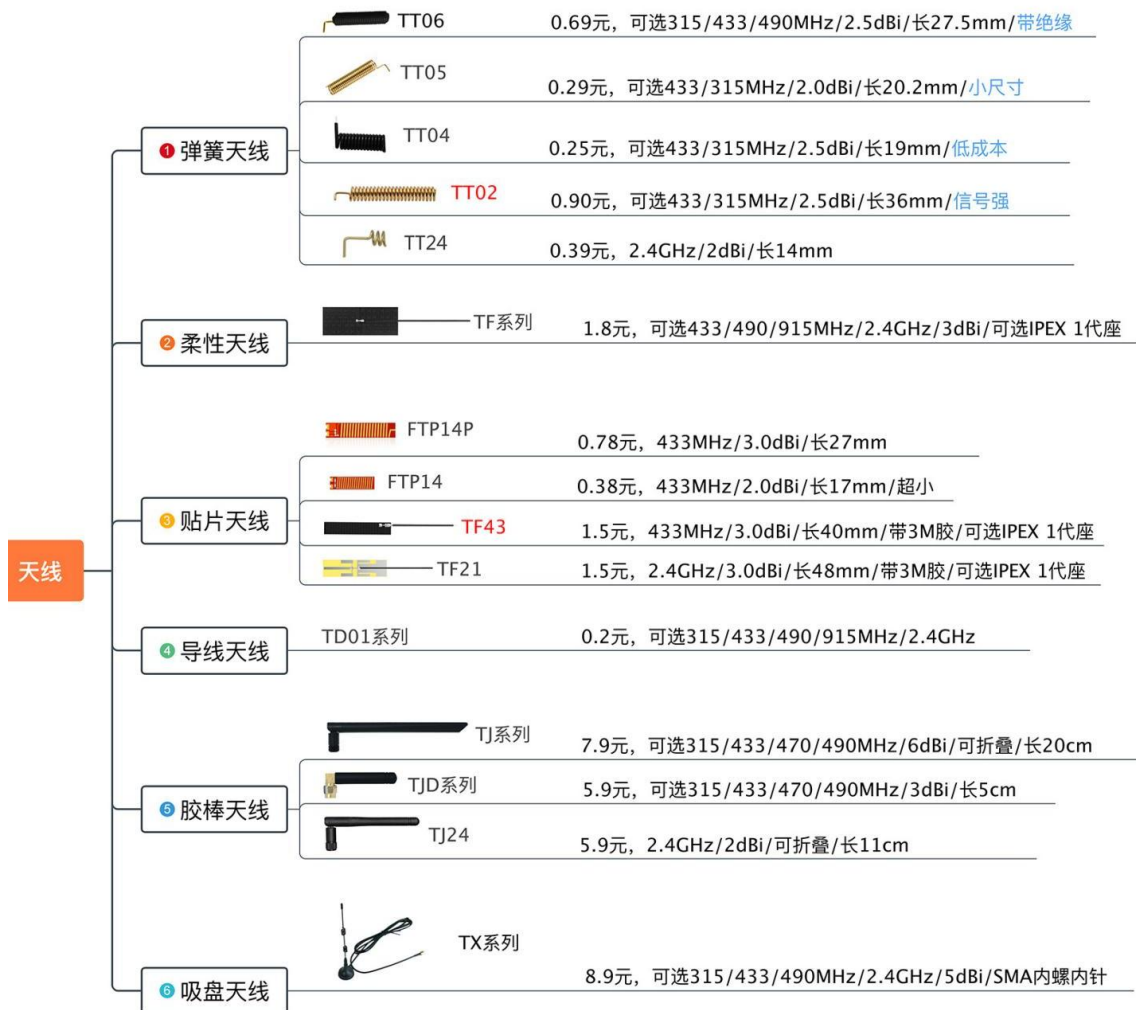 天线
❶ 弹簧天线
TT06 0.69元，可选315/433/490MHz/2.5dBi/长27.5mm/带绝缘
TT05 0.29元，可选433/315MHz/2.0dBi/长20.2mm/小尺寸
TT04 0.25元，可选433/315MHz/2.5dBi/长19mm/低成本
TT02 0.90元，可选433/315MHz/2.5dBi/长36mm/信号强
TT24 0.39元，2.4GHz/2dBi/长14mm
❷ 柔性天线
TF系列 1.8元，可选433/490/915MHz/2.4GHz/3dBi/可选IPEX 1代座
❸ 贴片天线
FTP14P 0.78元，433MHz/3.0dBi/长27mm
FTP14 0.38元，433MHz/2.0dBi/长17mm/超小
TF43 1.5元，433MHz/3.0dBi/长40mm/带3M胶/可选IPEX 1代座
TF21 1.5元，2.4GHz/3.0dBi/长48mm/带3M胶/可选IPEX 1代座
❹ 导线天线
TD01系列 0.2元，可选315/433/490/915MHz/2.4GHz
❺ 胶棒天线
TJ系列 7.9元，可选315/433/470/490MHz/6dBi/可折叠/长20cm
TJD系列 5.9元，可选315/433/470/490MHz/3dBi/长5cm
TJ24 5.9元，2.4GHz/2dBi/可折叠/长11cm
❻ 吸盘天线
TX系列 8.9元，可选315/433/490MHz/2.4GHz/5dBi/SMA内螺内针